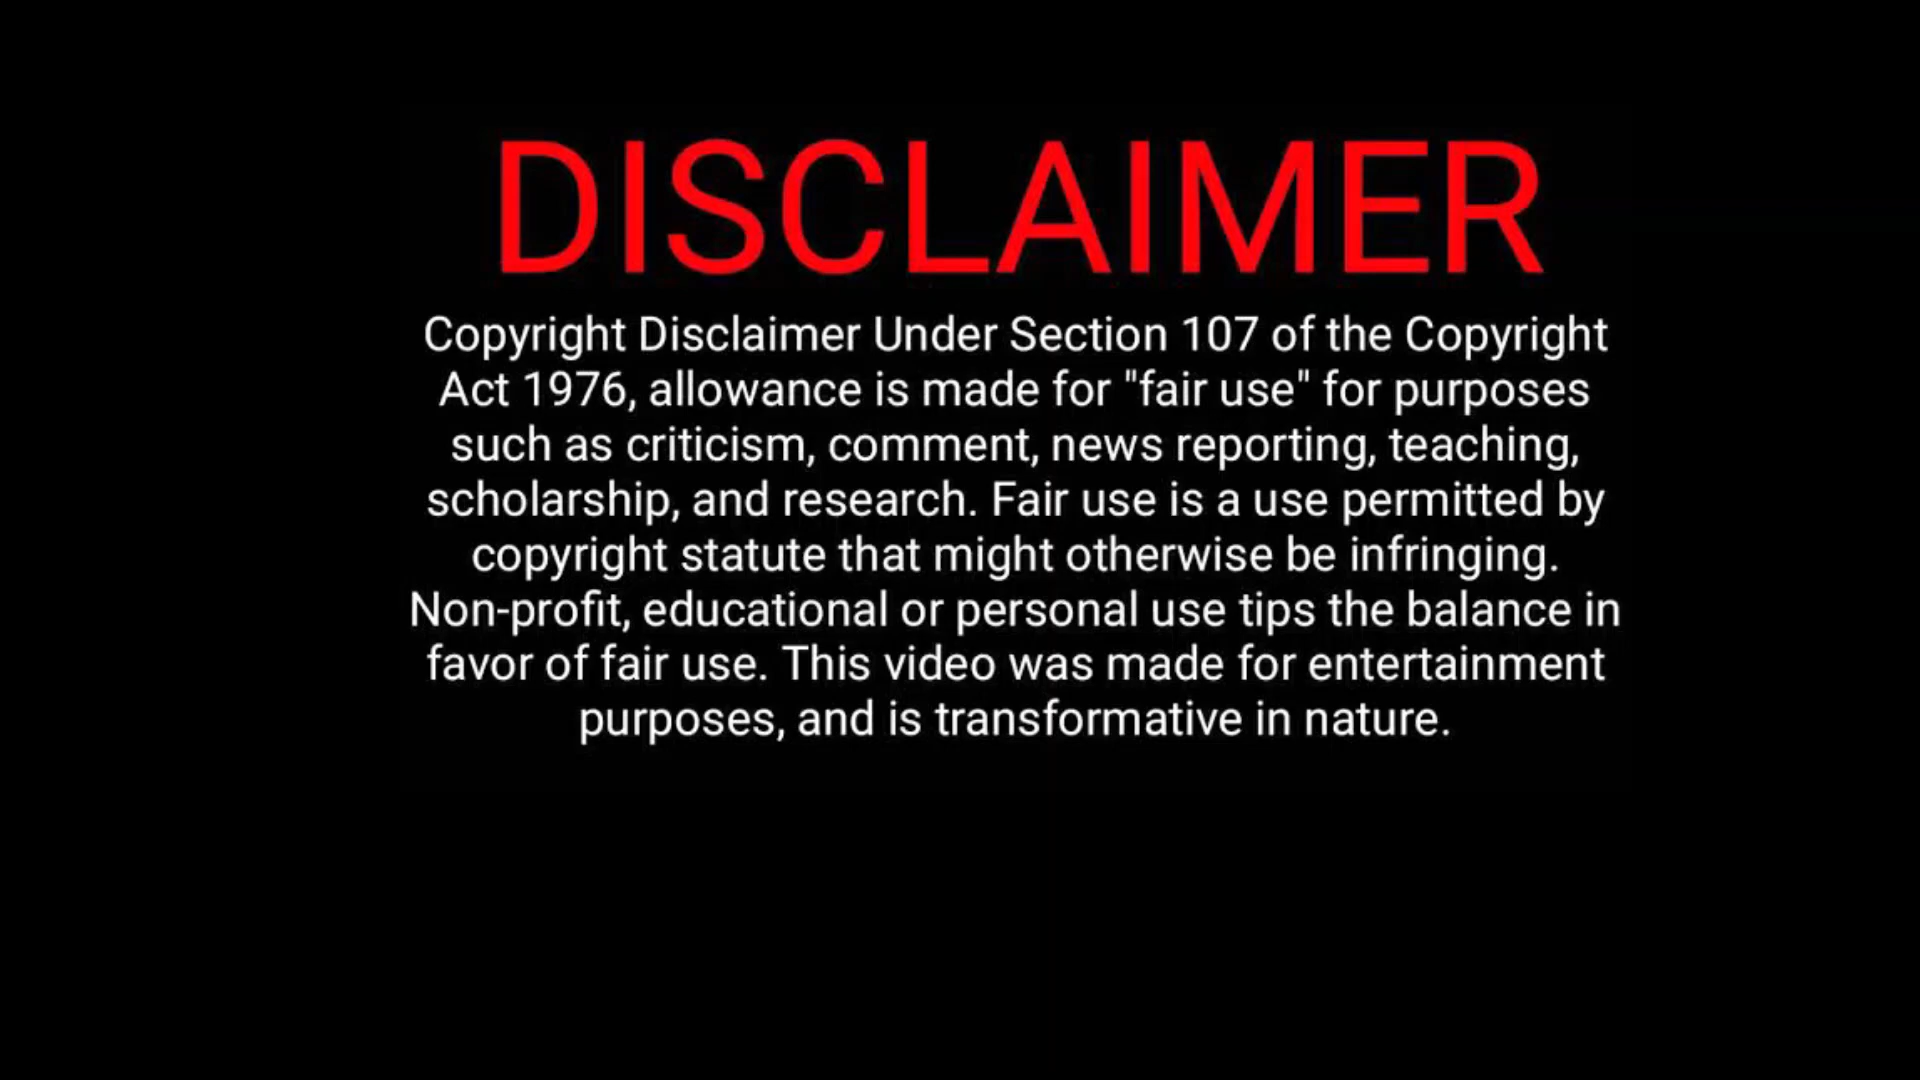 DISCLAIMER
Copyright Disclaimer Under Section 107 of the Copyright
Act 1976, allowance is made for "fair use" for purposes
such as criticism, comment, news reporting, teaching,
scholarship, and research. Fair use is a use permitted by
copyright statute that might otherwise be infringing.
Non-profit, educational or personal use tips the balance in
favor of fair use. This video was made for entertainment
purposes, and is transformative in nature.